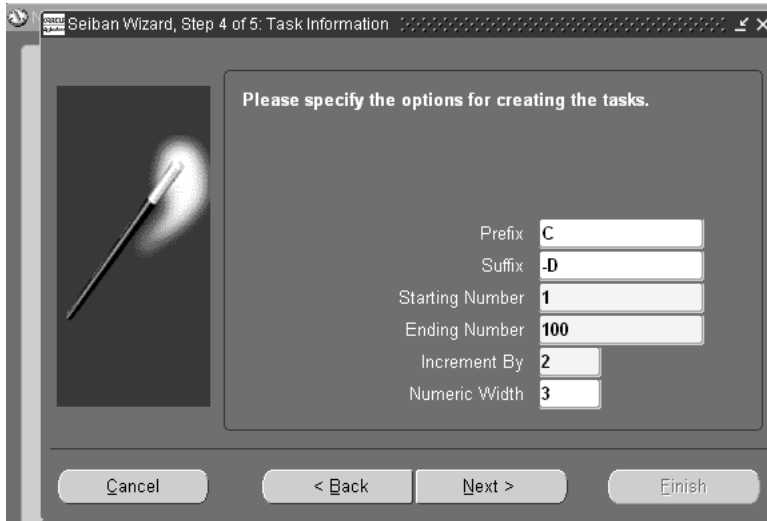 Seiban Wizard, Step 4 of 5: Task Information
Please specify the options for creating the tasks.
Prefix C
Suffix -D
Starting Number 1
Ending Number 100
Increment By 2
Numeric Width 3
Cancel < Back Next > Finish